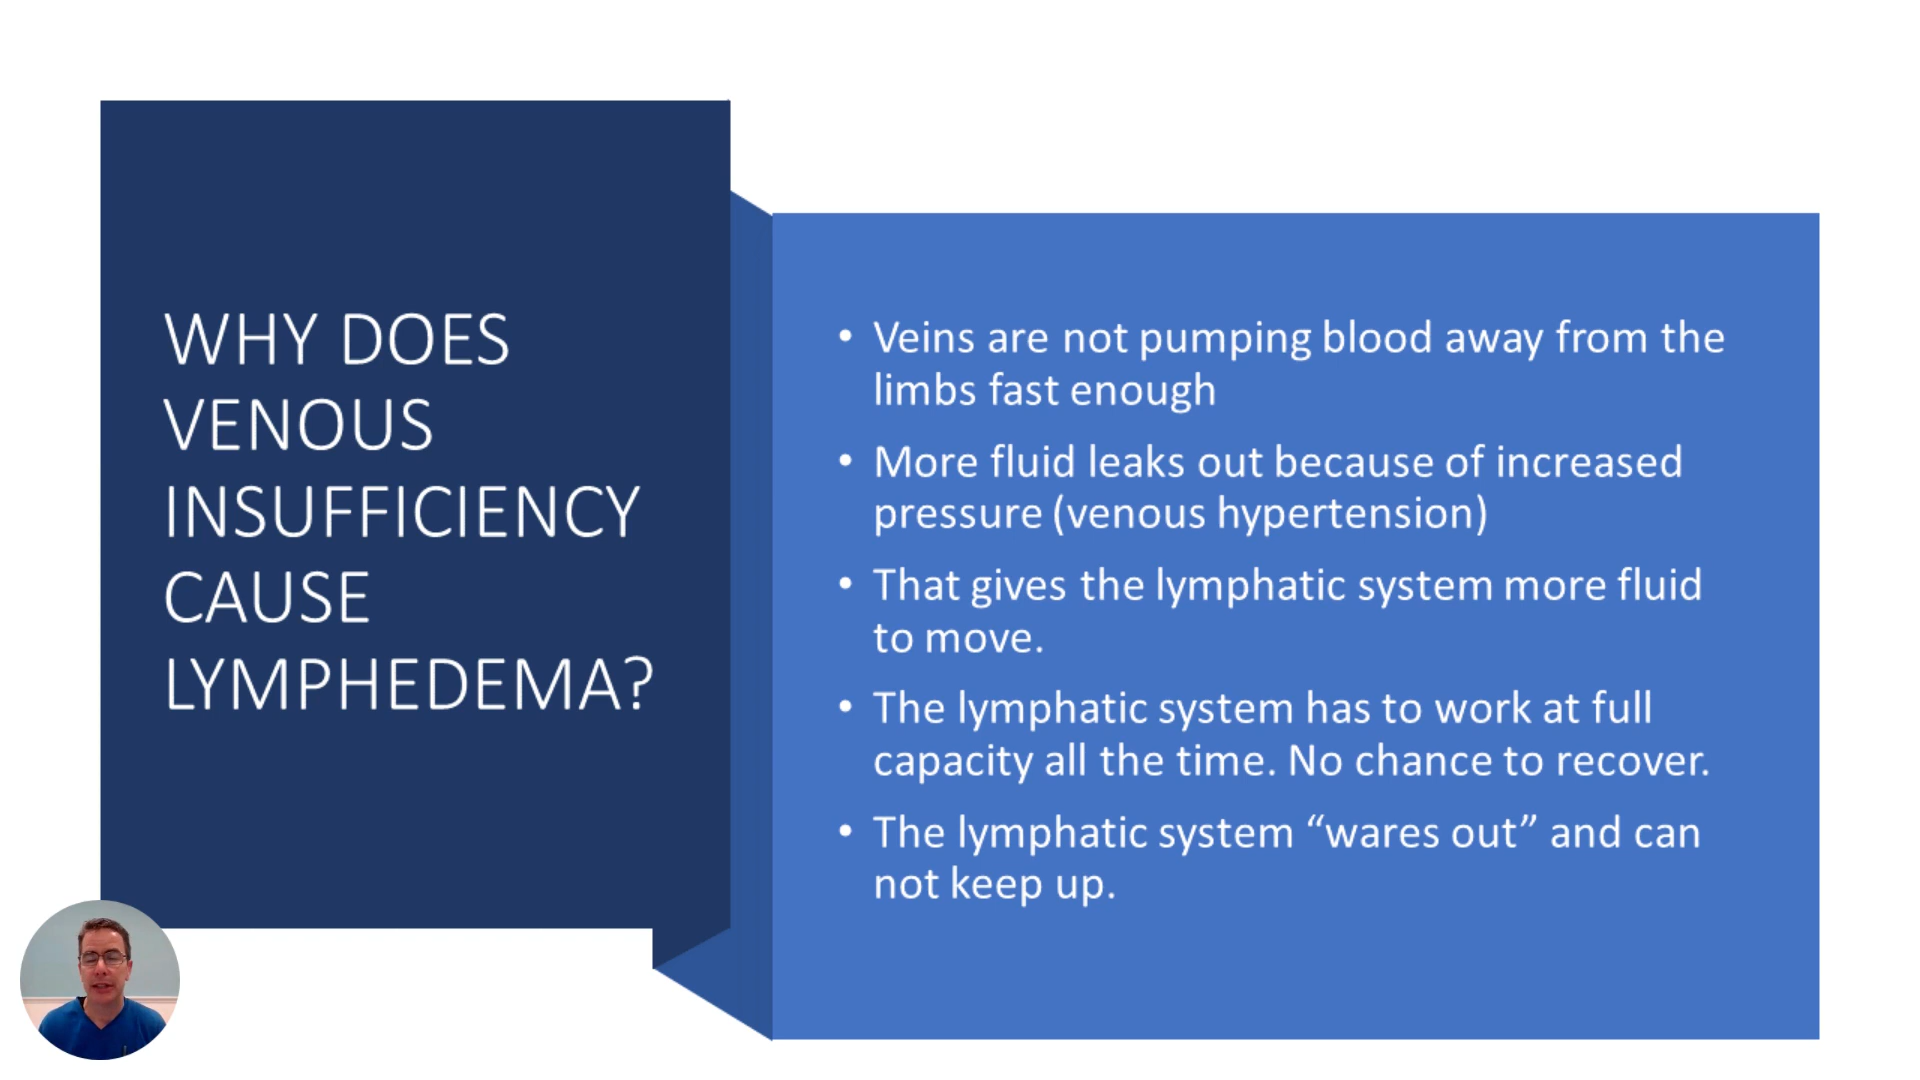 WHY DOES
VENOUS
INSUFFICIENCY
CAUSE
LYMPHEDEMA?
• Veins are not pumping blood away from the
limbs fast enough
• More fluid leaks out because of increased
pressure (venous hypertension)
• That gives the lymphatic system more fluid
to move.
• The lymphatic system has to work at full
capacity all the time. No chance to recover.
• The lymphatic system “wares out” and can
not keep up.